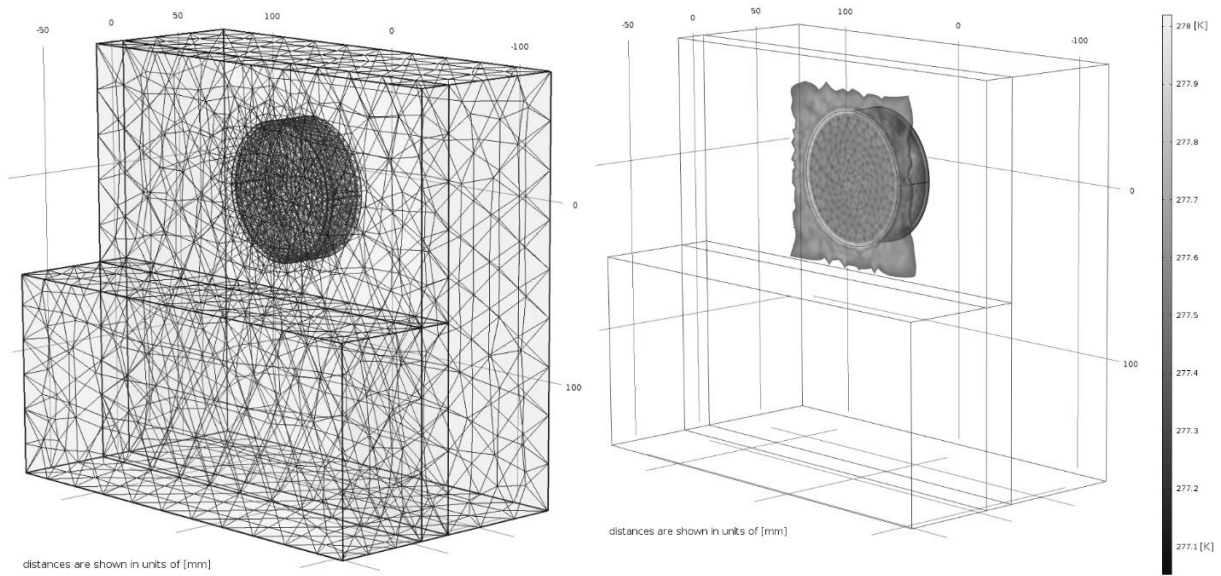 -50 0 50 100 0 -100
0
100
distances are shown in units of [mm]
-50 0 50 100 0 -100
0
100
distances are shown in units of [mm]
278 [K]
277.9
277.8
277.7
277.6
277.5
277.4
277.3
277.2
277.1 [K]